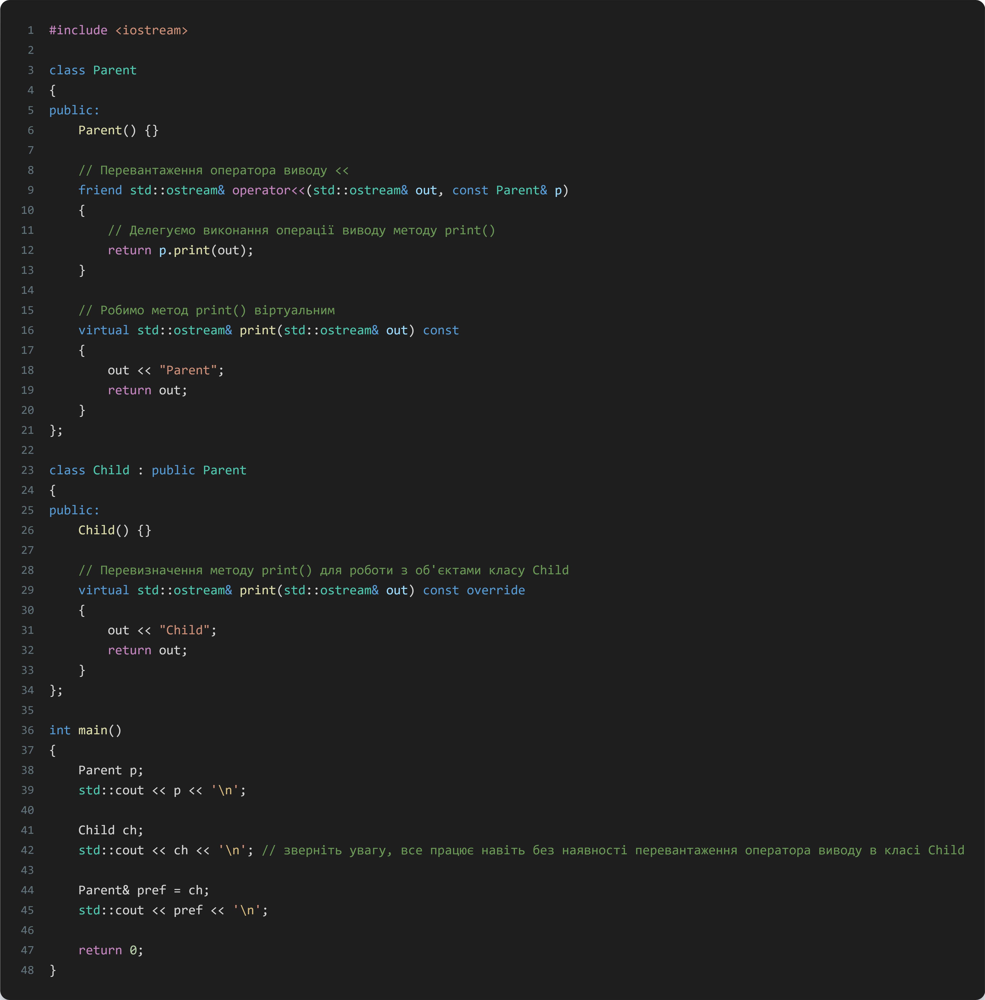 1 #include <iostream>
2
3 class Parent
4 {
5 public:
6     Parent() {}
7
8     // Перевантаження оператора виводу <<
9     friend std::ostream& operator<<(std::ostream& out, const Parent& p)
10     {
11         // Делегуємо виконання операції виводу методу print()
12         return p.print(out);
13     }
14
15     // Робимо метод print() віртуальним
16     virtual std::ostream& print(std::ostream& out) const
17     {
18         out << "Parent";
19         return out;
20     }
21 };
22
23 class Child : public Parent
24 {
25 public:
26     Child() {}
27
28     // Перевизначення методу print() для роботи з об'єктами класу Child
29     virtual std::ostream& print(std::ostream& out) const override
30     {
31         out << "Child";
32         return out;
33     }
34 };
35
36 int main()
37 {
38     Parent p;
39     std::cout << p << '\n';
40
41     Child ch;
42     std::cout << ch << '\n'; // зверніть увагу, все працює навіть без наявності перевантаження оператора виводу в класі Child
43
44     Parent& pref = ch;
45     std::cout << pref << '\n';
46
47     return 0;
48 }